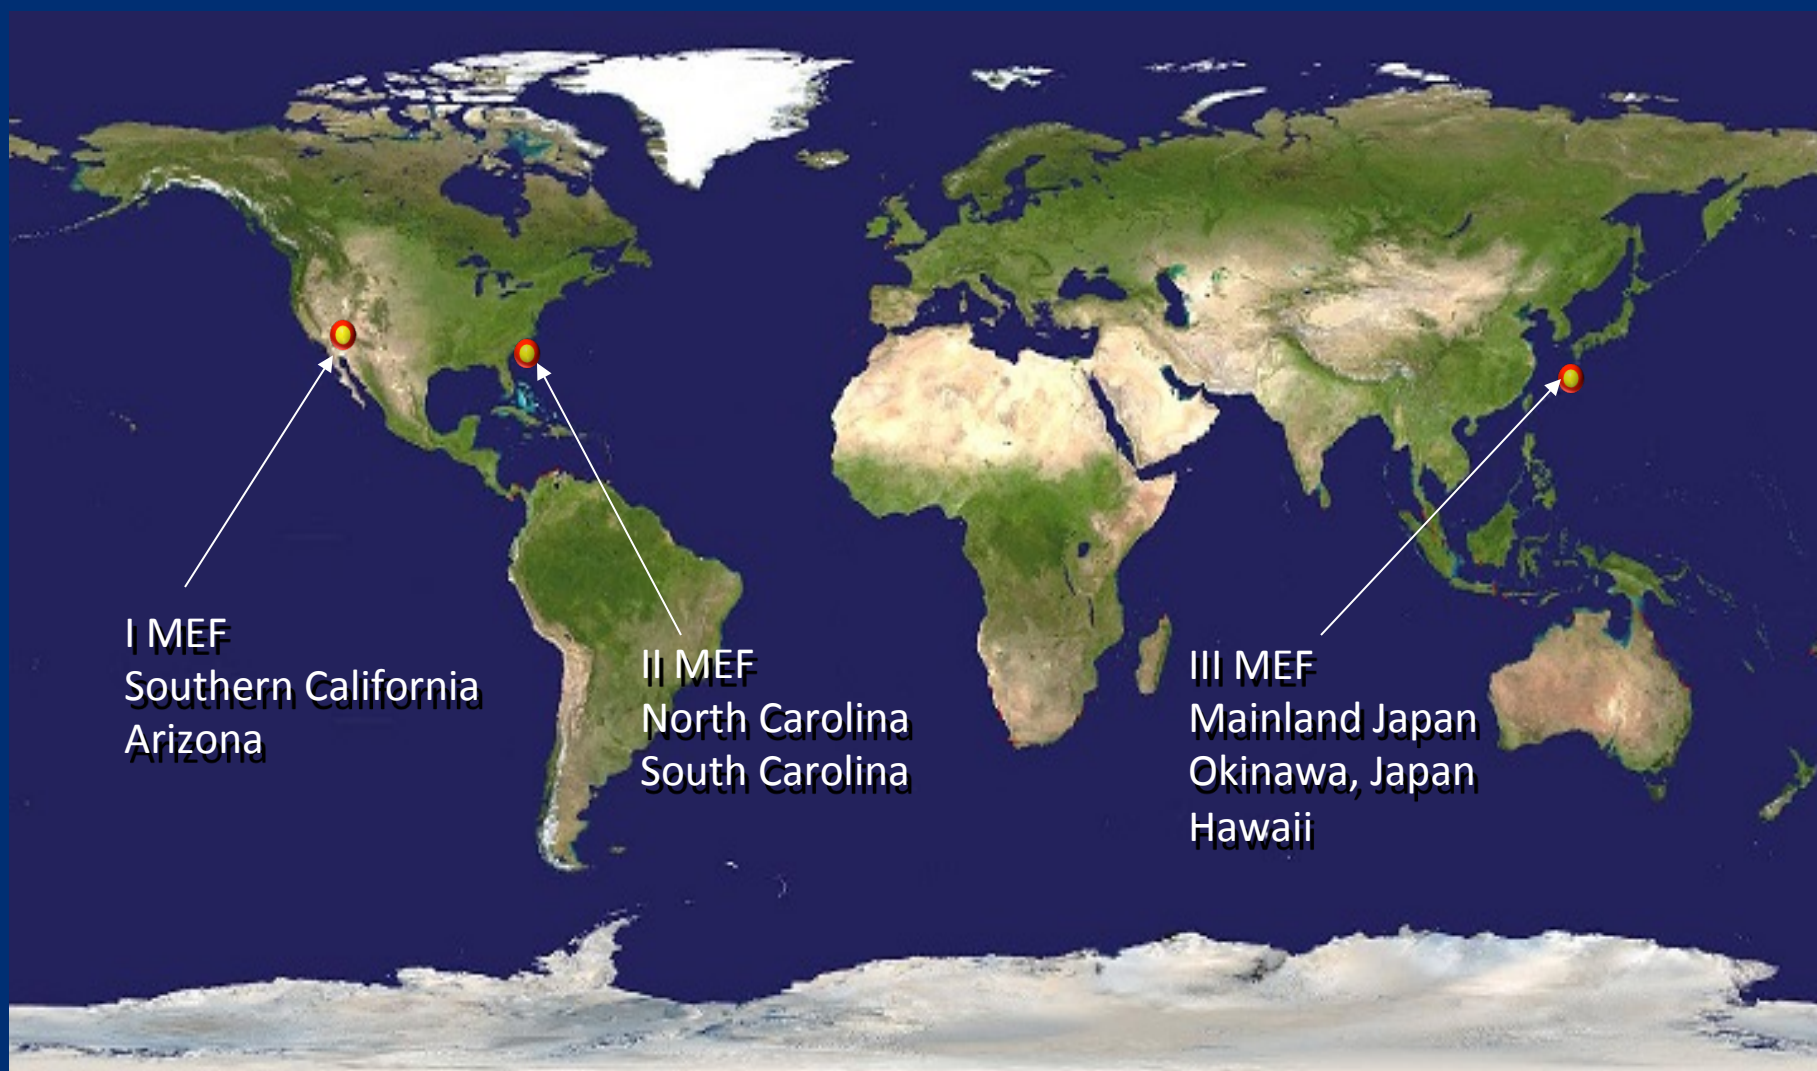 I MEF
Southern California
Arizona
II MEF
North Carolina
South Carolina
III MEF
Mainland Japan
Okinawa, Japan
Hawaii